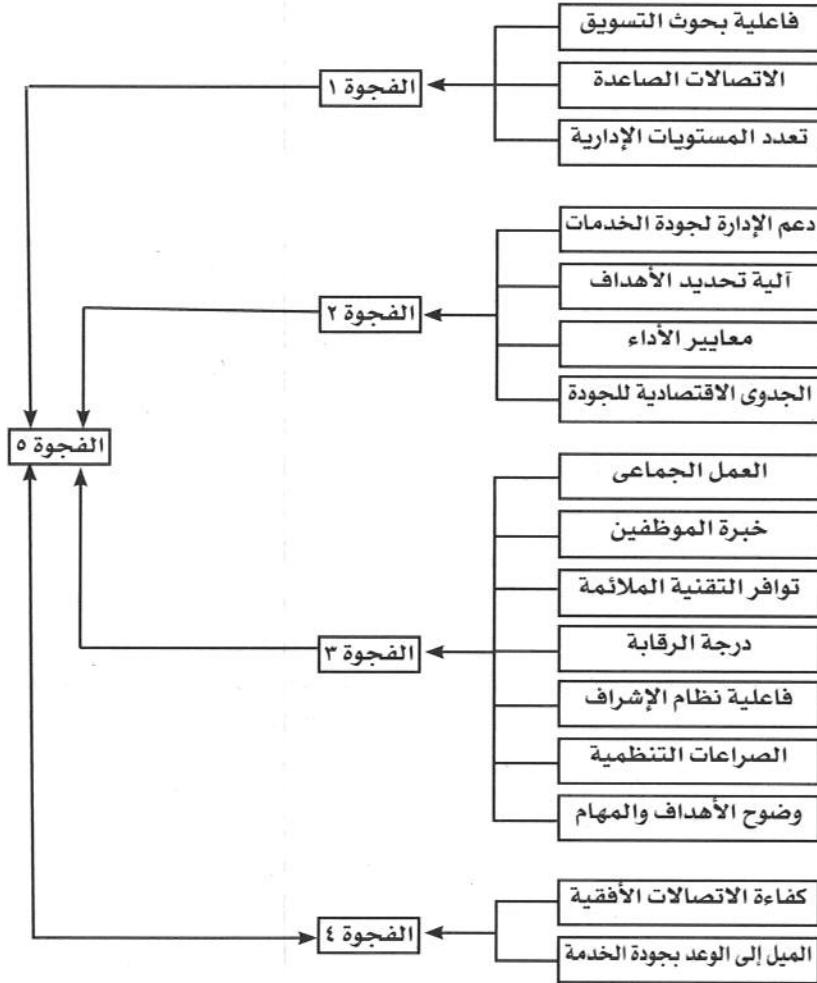 فاعلية بحوث التسويق
الاتصالات الصاعدة
تعدد المستويات الإدارية
الفجوة ١
دعم الإدارة لجودة الخدمات
آلية تحديد الأهداف
معايير الأداء
الجدوى الاقتصادية للجودة
الفجوة ٢
الفجوة ٥
العمل الجماعى
خبرة الموظفين
توافر التقنية الملائمة
درجة الرقابة
فاعلية نظام الإشراف
الصراعات التنظمية
وضوح الأهداف والمهام
الفجوة ٣
كفاءة الاتصالات الأفقية
الميل إلى الوعد بجودة الخدمة
الفجوة ٤